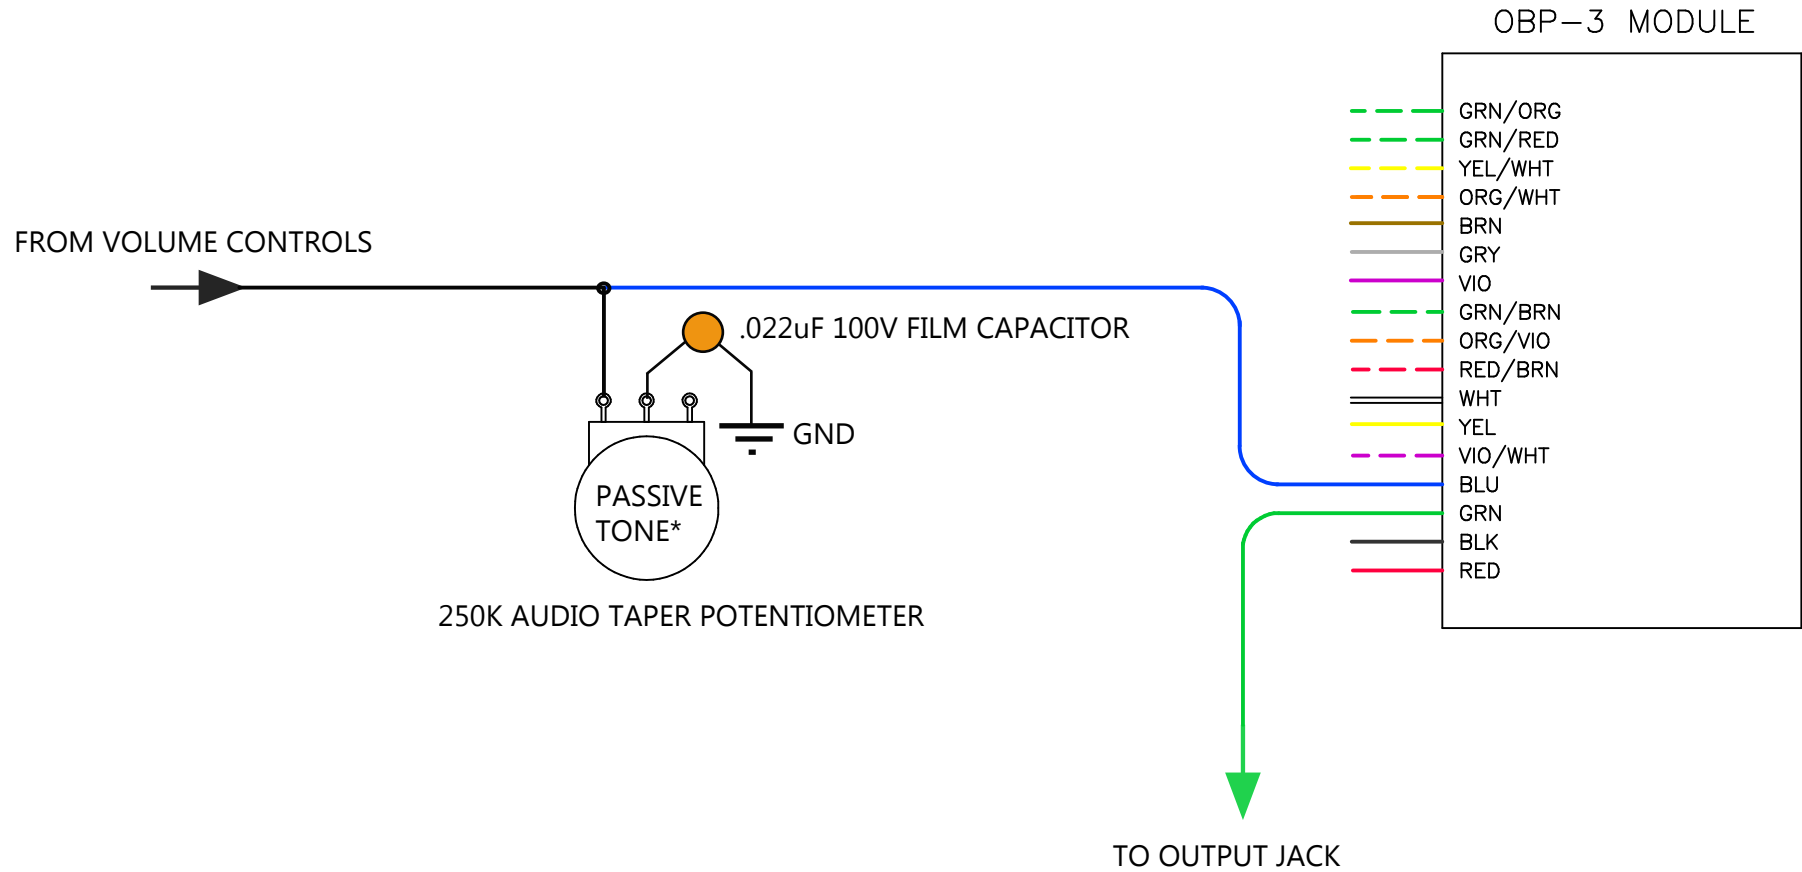 OBP-3 MODULE
GRN/ORG
GRN/RED
YEL/WHT
ORG/WHT
BRN
GRY
VIO
GRN/BRN
ORG/VIO
RED/BRN
WHT
YEL
VIO/WHT
BLU
GRN
BLK
RED
FROM VOLUME CONTROLS
.022uF 100V FILM CAPACITOR
GND
PASSIVE
TONE*
250K AUDIO TAPER POTENTIOMETER
TO OUTPUT JACK